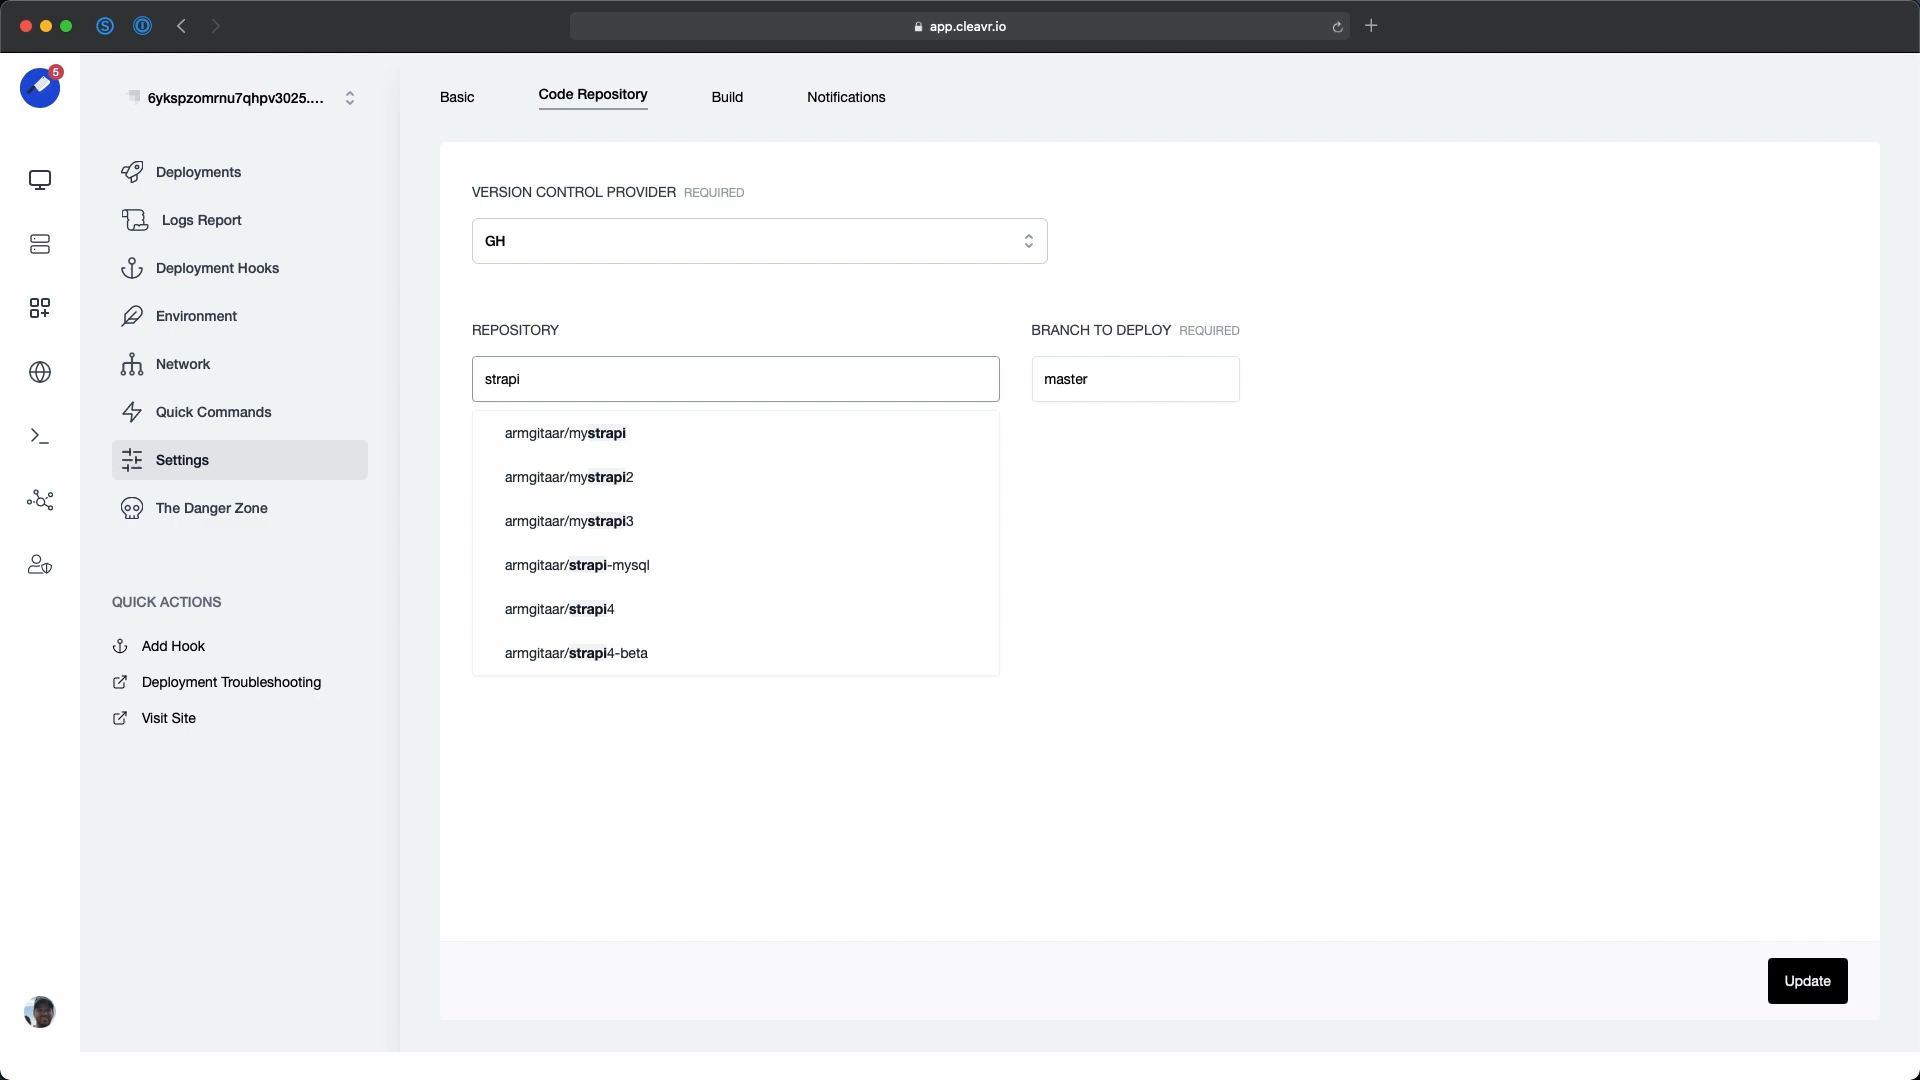 app.cleavr.io
5
6ykspzomrnu7qhpv3025....
Deployments
Logs Report
Deployment Hooks
Environment
Network
Quick Commands
Settings
The Danger Zone
QUICK ACTIONS
Add Hook
Deployment Troubleshooting
Visit Site
Basic
Code Repository
Build
Notifications
VERSION CONTROL PROVIDER REQUIRED
GH
REPOSITORY
strapi
BRANCH TO DEPLOY REQUIRED
master
armgitaar/mystrapi
armgitaar/mystrapi2
armgitaar/mystrapi3
armgitaar/strapi-mysql
armgitaar/strapi4
armgitaar/strapi4-beta
Update